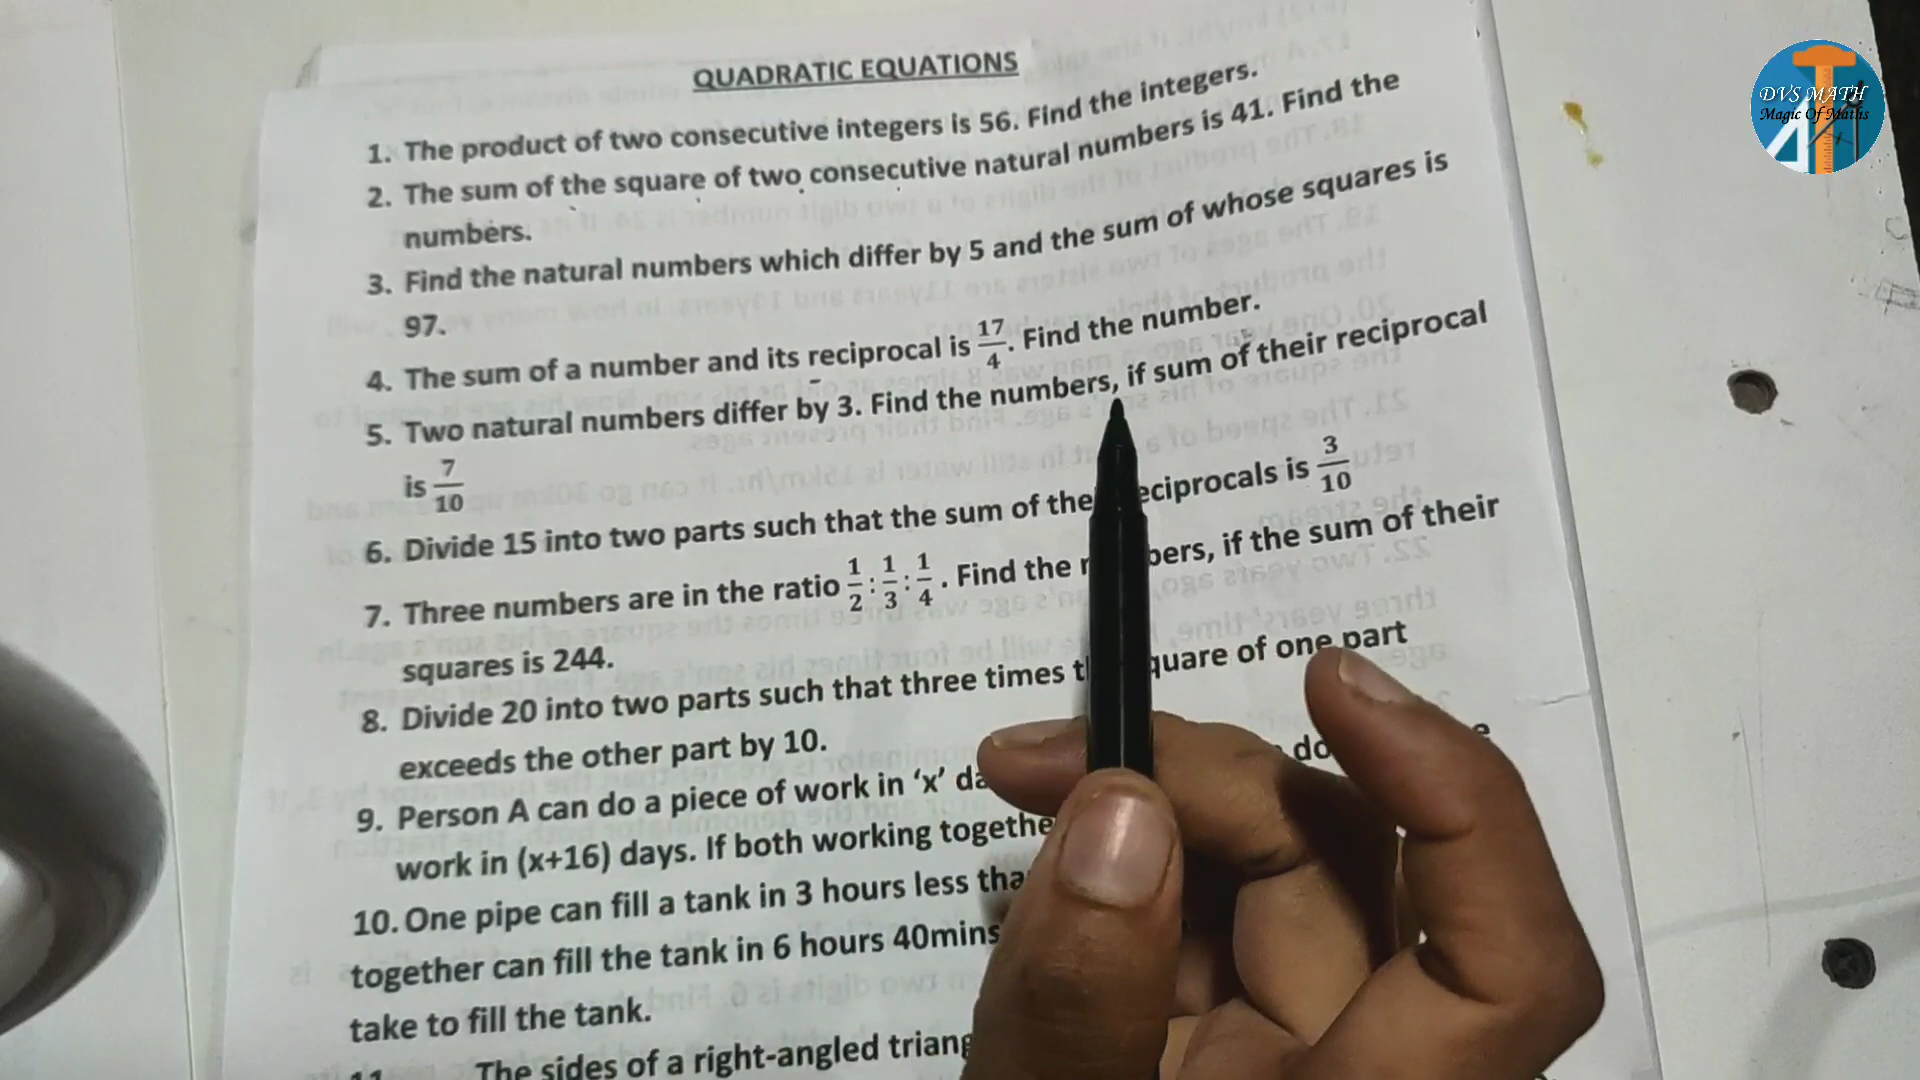 QUADRATIC EQUATIONS
DVS MATH
Magic Of Maths
1. The product of two consecutive integers is 56. Find the integers.
2. The sum of the square of two consecutive natural numbers is 41. Find the
numbers.
3. Find the natural numbers which differ by 5 and the sum of whose squares is
97.
4. The sum of a number and its reciprocal is 17/4. Find the number.
5. Two natural numbers differ by 3. Find the numbers, if sum of their reciprocal
is 7/10
6. Divide 15 into two parts such that the sum of the eciprocals is 3/10
7. Three numbers are in the ratio 1/2 : 1/3 : 1/4 . Find the bers, if the sum of their
squares is 244.
8. Divide 20 into two parts such that three times t quare of one part
exceeds the other part by 10.
9. Person A can do a piece of work in ‘x’ da do
work in (x+16) days. If both working togethe
10. One pipe can fill a tank in 3 hours less tha
together can fill the tank in 6 hours 40mins
take to fill the tank.
11. The sides of a right-angled triang